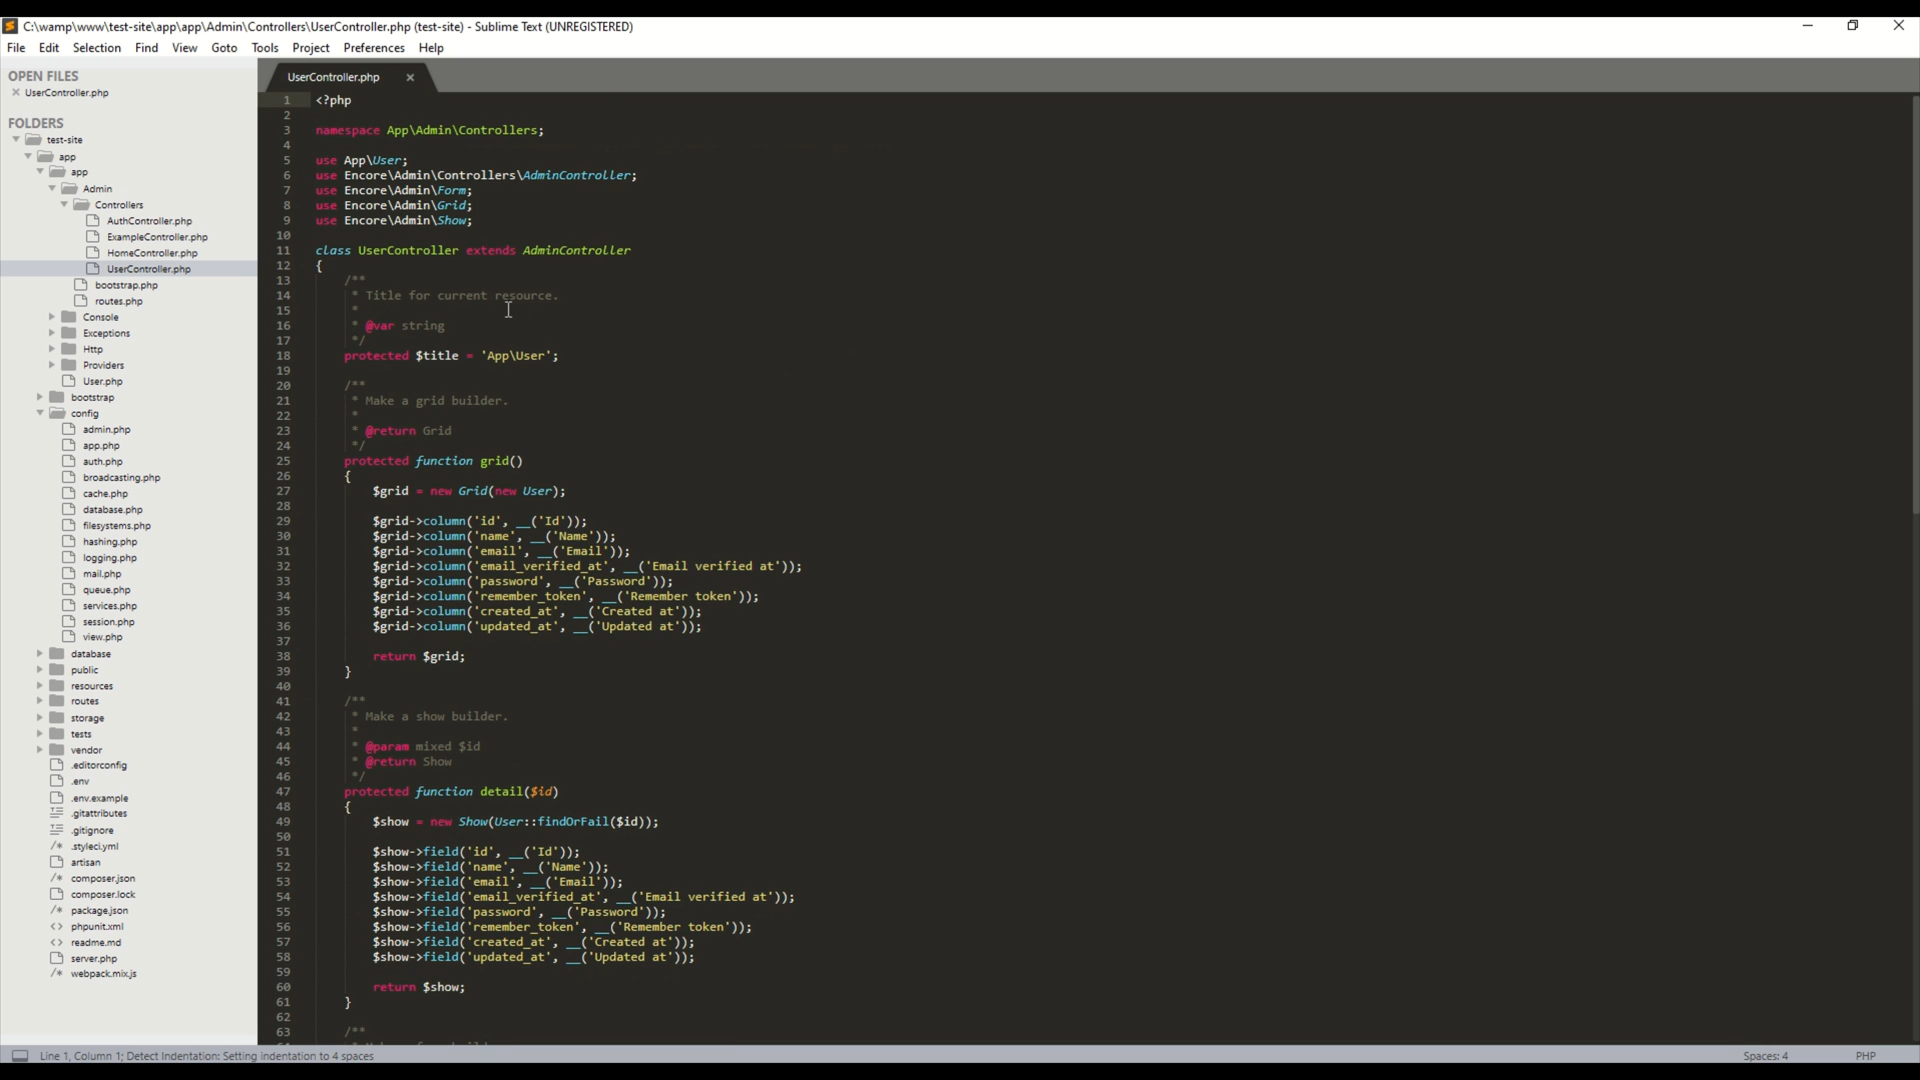 C:\wamp\www\test-site\app\app\Admin\Controllers\UserController.php (test-site) - Sublime Text (UNREGISTERED)
File Edit Selection Find View Goto Tools Project Preferences Help
OPEN FILES
UserController.php
FOLDERS
test-site
app
app
Admin
Controllers
AuthController.php
ExampleController.php
HomeController.php
UserController.php
bootstrap.php
routes.php
Console
Exceptions
Http
Providers
User.php
bootstrap
config
admin.php
app.php
auth.php
broadcasting.php
cache.php
database.php
filesystems.php
hashing.php
logging.php
mail.php
queue.php
services.php
session.php
view.php
database
public
resources
routes
storage
tests
vendor
.editorconfig
.env
.env.example
.gitattributes
.gitignore
.styleci.yml
artisan
composer.json
composer.lock
package.json
phpunit.xml
readme.md
server.php
webpack.mix.js
UserController.php
1 <?php
2
3 namespace App\Admin\Controllers;
4
5 use App\User;
6 use Encore\Admin\Controllers\AdminController;
7 use Encore\Admin\Form;
8 use Encore\Admin\Grid;
9 use Encore\Admin\Show;
10
11 class UserController extends AdminController
12 {
13 /**
14 * Title for current resource.
15 *
16 * @var string
17 */
18 protected $title = 'App\User';
19
20 /**
21 * Make a grid builder.
22 *
23 * @return Grid
24 */
25 protected function grid()
26 {
27 $grid = new Grid(new User);
28
29 $grid->column('id', __('Id'));
30 $grid->column('name', __('Name'));
31 $grid->column('email', __('Email'));
32 $grid->column('email_verified_at', __('Email verified at'));
33 $grid->column('password', __('Password'));
34 $grid->column('remember_token', __('Remember token'));
35 $grid->column('created_at', __('Created at'));
36 $grid->column('updated_at', __('Updated at'));
37
38 return $grid;
39 }
40
41 /**
42 * Make a show builder.
43 *
44 * @param mixed $id
45 * @return Show
46 */
47 protected function detail($id)
48 {
49 $show = new Show(User::findOrFail($id));
50
51 $show->field('id', __('Id'));
52 $show->field('name', __('Name'));
53 $show->field('email', __('Email'));
54 $show->field('email_verified_at', __('Email verified at'));
55 $show->field('password', __('Password'));
56 $show->field('remember_token', __('Remember token'));
57 $show->field('created_at', __('Created at'));
58 $show->field('updated_at', __('Updated at'));
59
60 return $show;
61 }
62
63 /**
Line 1, Column 1; Detect Indentation: Setting indentation to 4 spaces
Spaces: 4
PHP